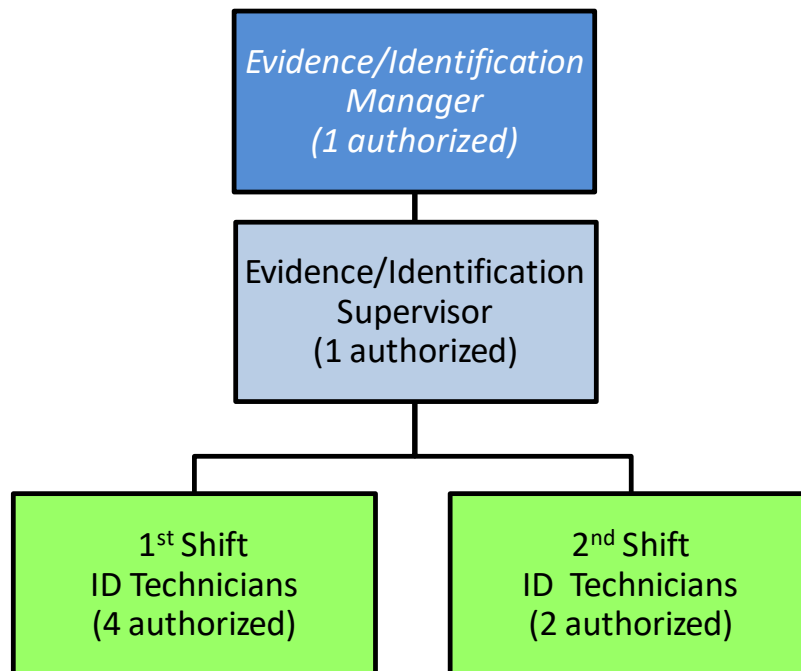 Evidence/Identification
Manager
(1 authorized)
Evidence/Identification
Supervisor
(1 authorized)
1st Shift
ID Technicians
(4 authorized)
2nd Shift
ID Technicians
(2 authorized)